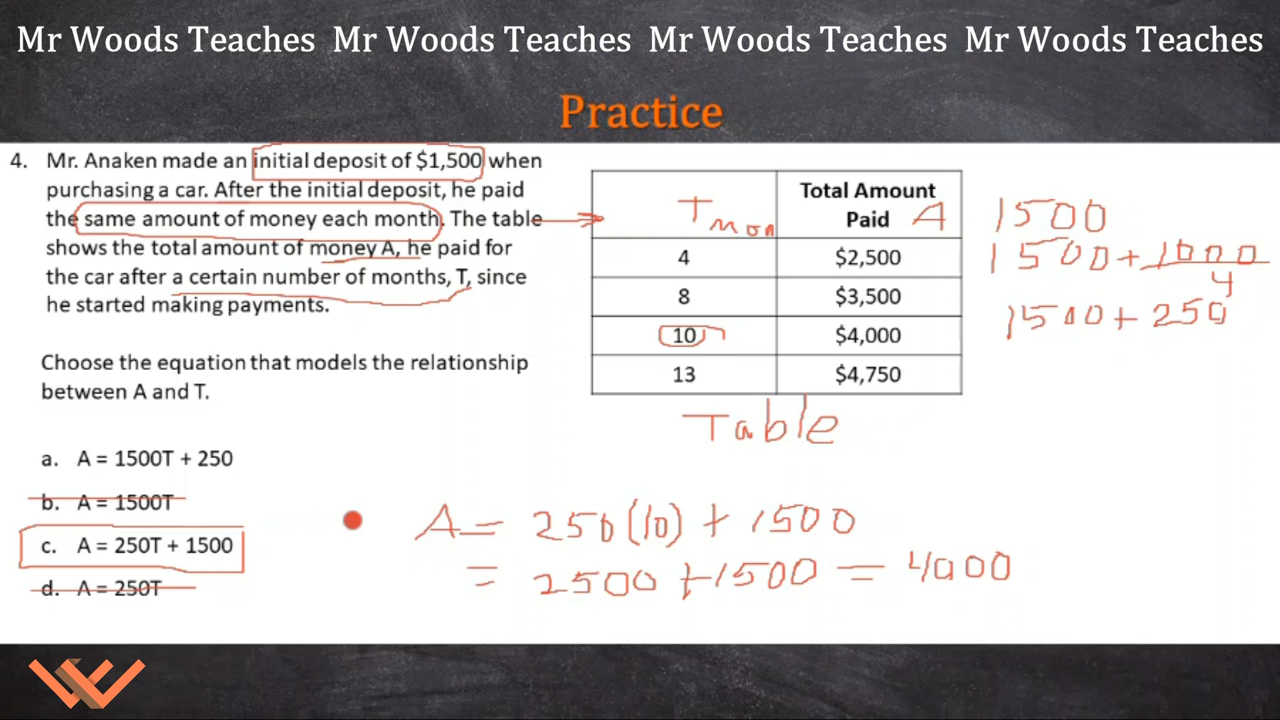 Mr Woods Teaches Mr Woods Teaches Mr Woods Teaches Mr Woods Teaches
Practice
4. Mr. Anaken made an initial deposit of $1,500 when
purchasing a car. After the initial deposit, he paid
the same amount of money each month. The table
shows the total amount of money A, he paid for
the car after a certain number of months, T, since
he started making payments.
Choose the equation that models the relationship
between A and T.
a. A = 1500T + 250
b. A = 1500T
c. A = 250T + 1500
d. A = 250T
T mon Total Amount Paid A
4 $2,500
8 $3,500
10 $4,000
13 $4,750
Table
1500
1500 + 1000
4
1500 + 250
A = 250(10) + 1500
= 2500 + 1500 = 4000